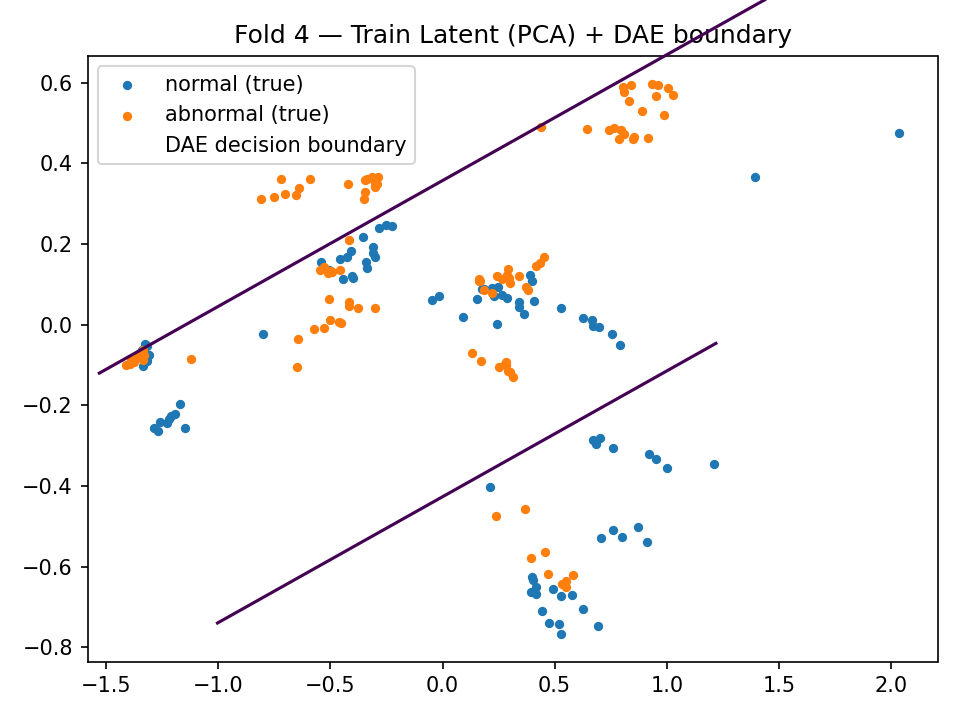 Fold 4 — Train Latent (PCA) + DAE boundary
normal (true)
abnormal (true)
DAE decision boundary
0.6
0.4
0.2
0.0
−0.2
−0.4
−0.6
−0.8
−1.5 −1.0 −0.5 0.0 0.5 1.0 1.5 2.0